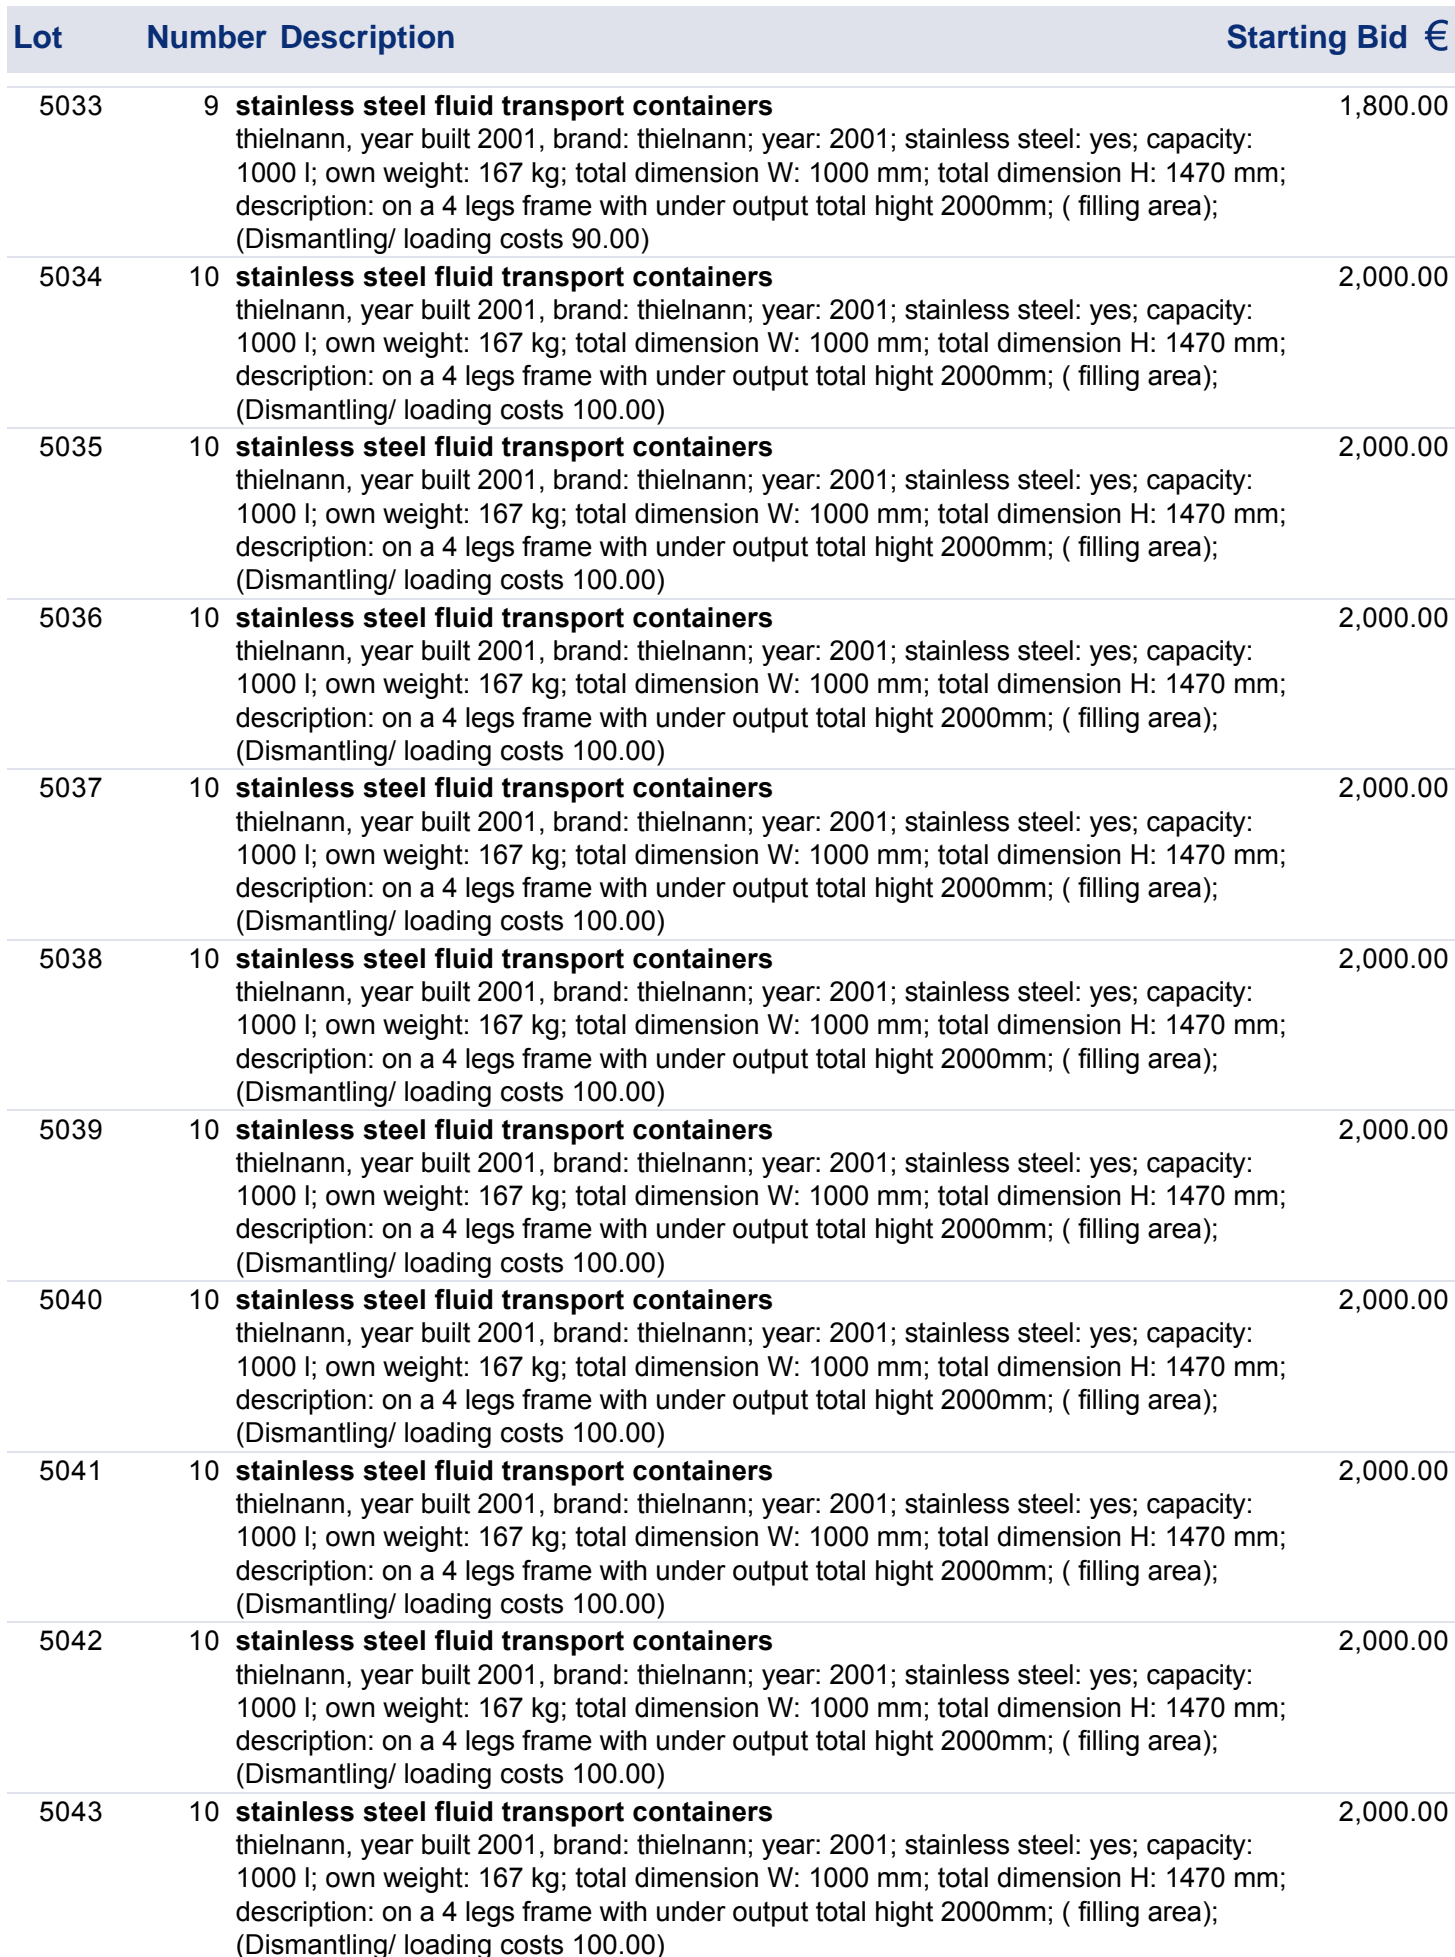 Lot Number Description Starting Bid €
5033 9 stainless steel fluid transport containers 1,800.00
thielnann, year built 2001, brand: thielnann; year: 2001; stainless steel: yes; capacity:
1000 l; own weight: 167 kg; total dimension W: 1000 mm; total dimension H: 1470 mm;
description: on a 4 legs frame with under output total hight 2000mm; ( filling area);
(Dismantling/ loading costs 90.00)
5034 10 stainless steel fluid transport containers 2,000.00
thielnann, year built 2001, brand: thielnann; year: 2001; stainless steel: yes; capacity:
1000 l; own weight: 167 kg; total dimension W: 1000 mm; total dimension H: 1470 mm;
description: on a 4 legs frame with under output total hight 2000mm; ( filling area);
(Dismantling/ loading costs 100.00)
5035 10 stainless steel fluid transport containers 2,000.00
thielnann, year built 2001, brand: thielnann; year: 2001; stainless steel: yes; capacity:
1000 l; own weight: 167 kg; total dimension W: 1000 mm; total dimension H: 1470 mm;
description: on a 4 legs frame with under output total hight 2000mm; ( filling area);
(Dismantling/ loading costs 100.00)
5036 10 stainless steel fluid transport containers 2,000.00
thielnann, year built 2001, brand: thielnann; year: 2001; stainless steel: yes; capacity:
1000 l; own weight: 167 kg; total dimension W: 1000 mm; total dimension H: 1470 mm;
description: on a 4 legs frame with under output total hight 2000mm; ( filling area);
(Dismantling/ loading costs 100.00)
5037 10 stainless steel fluid transport containers 2,000.00
thielnann, year built 2001, brand: thielnann; year: 2001; stainless steel: yes; capacity:
1000 l; own weight: 167 kg; total dimension W: 1000 mm; total dimension H: 1470 mm;
description: on a 4 legs frame with under output total hight 2000mm; ( filling area);
(Dismantling/ loading costs 100.00)
5038 10 stainless steel fluid transport containers 2,000.00
thielnann, year built 2001, brand: thielnann; year: 2001; stainless steel: yes; capacity:
1000 l; own weight: 167 kg; total dimension W: 1000 mm; total dimension H: 1470 mm;
description: on a 4 legs frame with under output total hight 2000mm; ( filling area);
(Dismantling/ loading costs 100.00)
5039 10 stainless steel fluid transport containers 2,000.00
thielnann, year built 2001, brand: thielnann; year: 2001; stainless steel: yes; capacity:
1000 l; own weight: 167 kg; total dimension W: 1000 mm; total dimension H: 1470 mm;
description: on a 4 legs frame with under output total hight 2000mm; ( filling area);
(Dismantling/ loading costs 100.00)
5040 10 stainless steel fluid transport containers 2,000.00
thielnann, year built 2001, brand: thielnann; year: 2001; stainless steel: yes; capacity:
1000 l; own weight: 167 kg; total dimension W: 1000 mm; total dimension H: 1470 mm;
description: on a 4 legs frame with under output total hight 2000mm; ( filling area);
(Dismantling/ loading costs 100.00)
5041 10 stainless steel fluid transport containers 2,000.00
thielnann, year built 2001, brand: thielnann; year: 2001; stainless steel: yes; capacity:
1000 l; own weight: 167 kg; total dimension W: 1000 mm; total dimension H: 1470 mm;
description: on a 4 legs frame with under output total hight 2000mm; ( filling area);
(Dismantling/ loading costs 100.00)
5042 10 stainless steel fluid transport containers 2,000.00
thielnann, year built 2001, brand: thielnann; year: 2001; stainless steel: yes; capacity:
1000 l; own weight: 167 kg; total dimension W: 1000 mm; total dimension H: 1470 mm;
description: on a 4 legs frame with under output total hight 2000mm; ( filling area);
(Dismantling/ loading costs 100.00)
5043 10 stainless steel fluid transport containers 2,000.00
thielnann, year built 2001, brand: thielnann; year: 2001; stainless steel: yes; capacity:
1000 l; own weight: 167 kg; total dimension W: 1000 mm; total dimension H: 1470 mm;
description: on a 4 legs frame with under output total hight 2000mm; ( filling area);
(Dismantling/ loading costs 100.00)